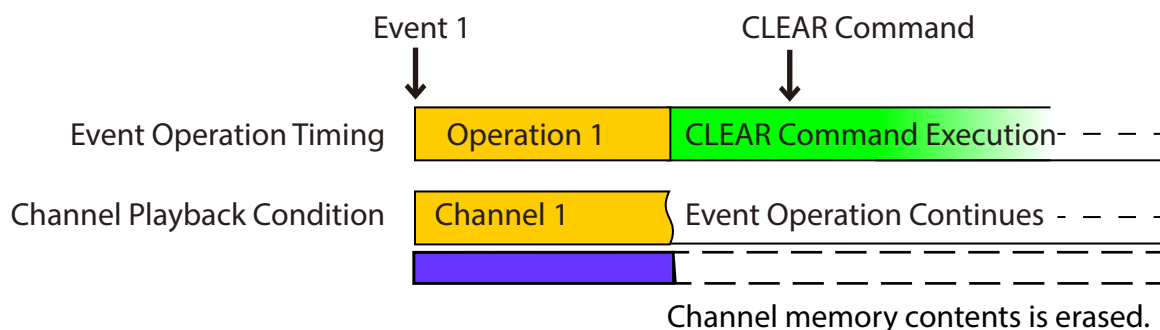 Event 1
CLEAR Command
Event Operation Timing
Operation 1
CLEAR Command Execution
Channel Playback Condition
Channel 1
Event Operation Continues
Channel memory contents is erased.